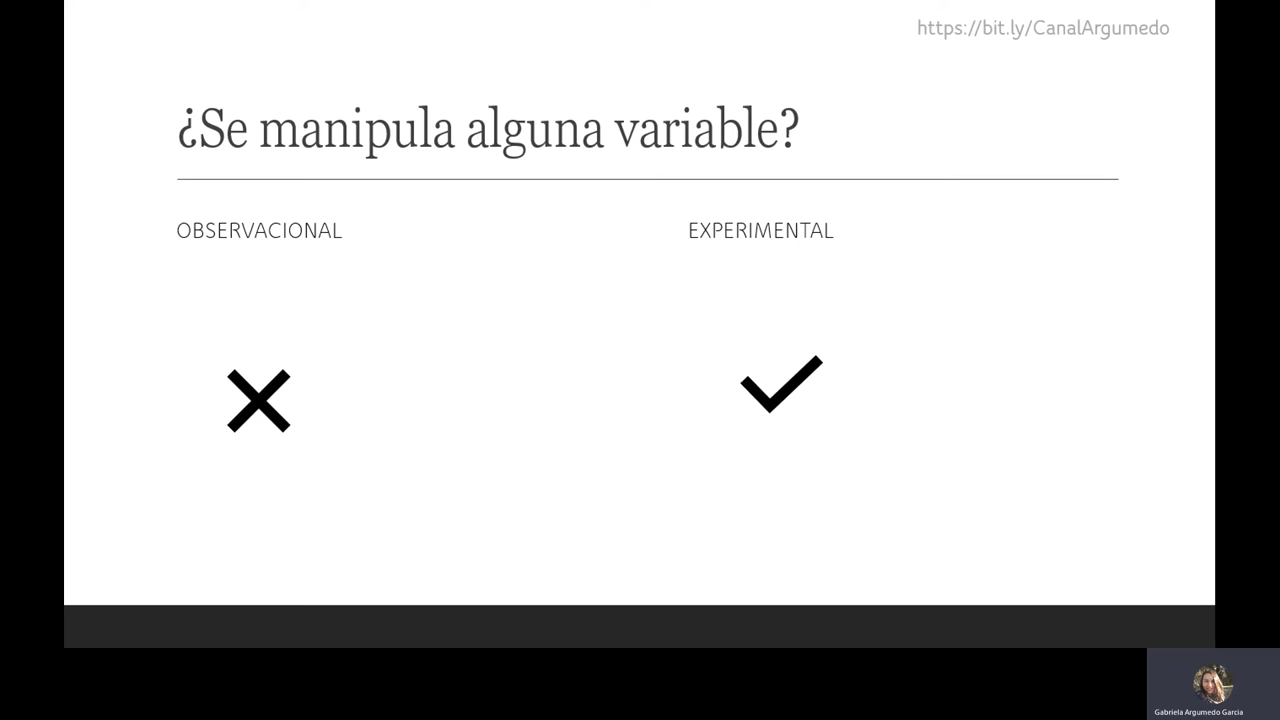 https://bit.ly/CanalArgumedo
¿Se manipula alguna variable?
OBSERVACIONAL
EXPERIMENTAL
Gabriela Argumedo Garcia